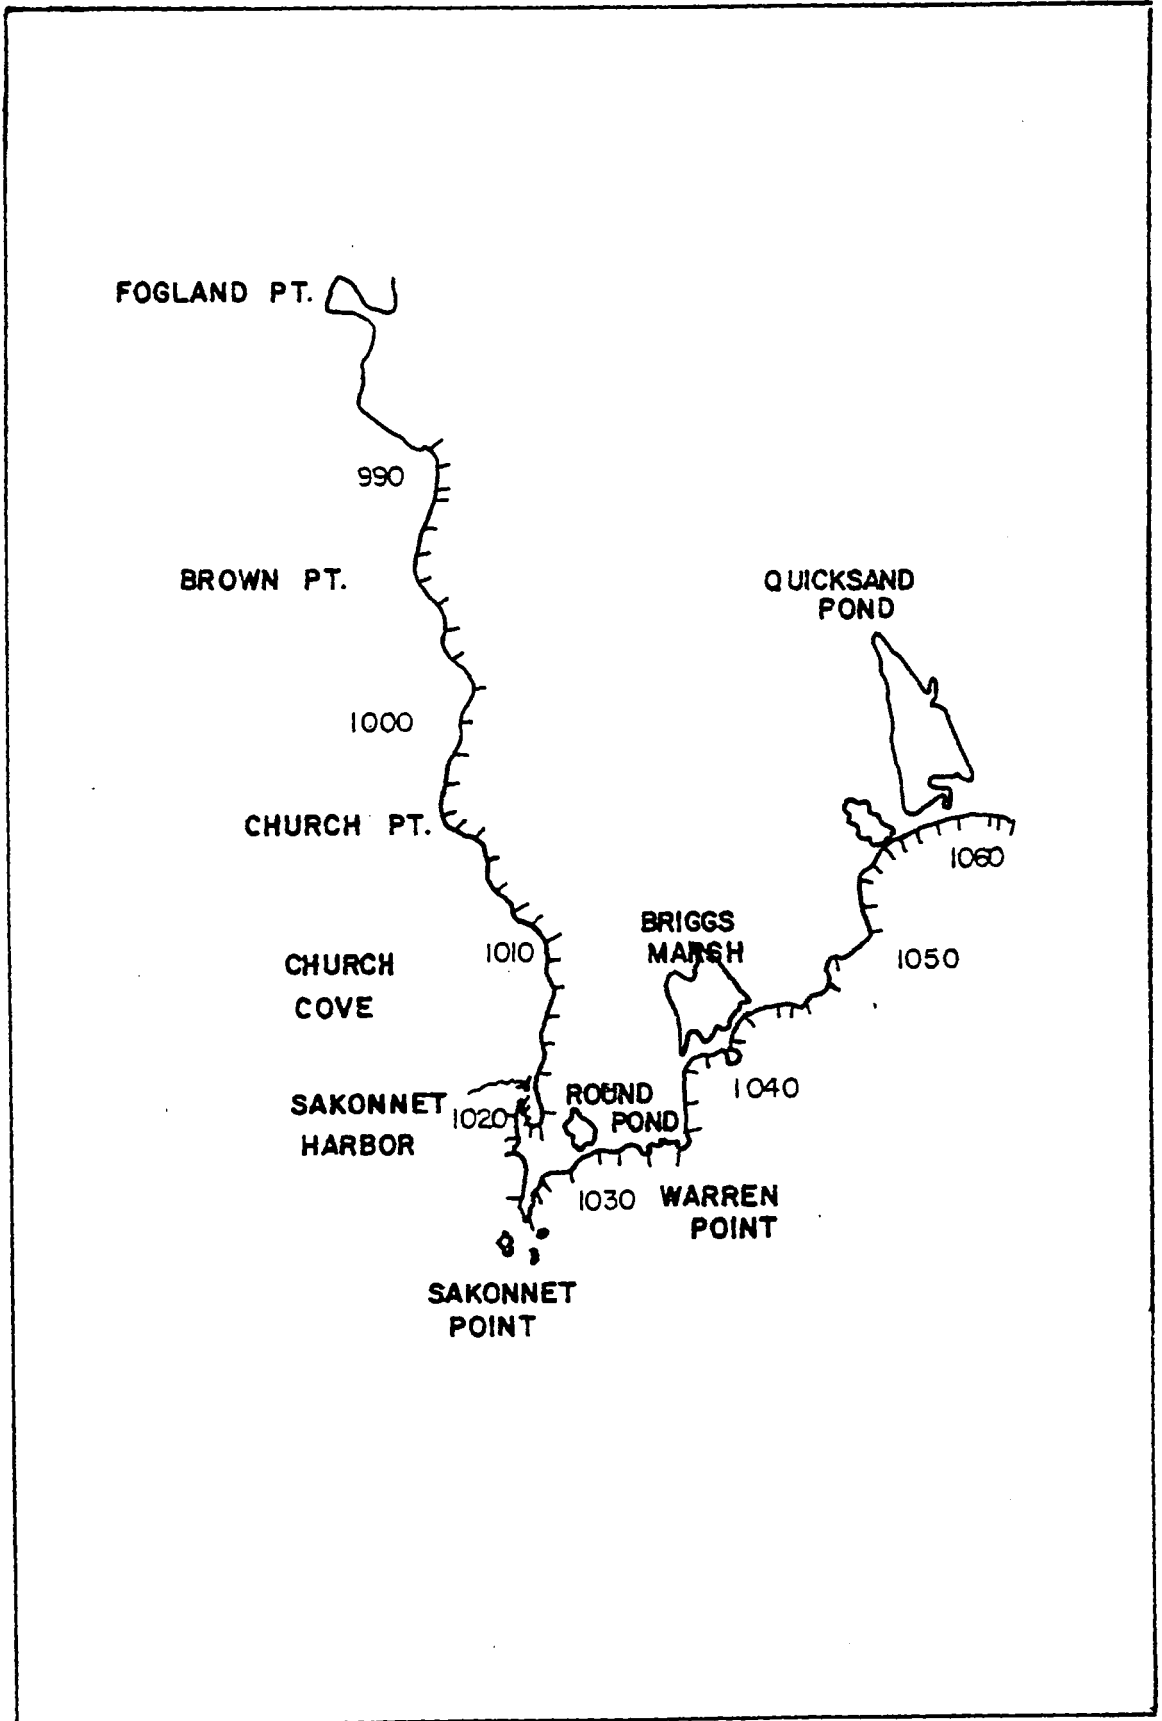 FOGLAND PT.
990
BROWN PT.
QUICKSAND
POND
1000
CHURCH PT.
1060
BRIGGS
MARSH
1010
1050
CHURCH
COVE
1040
ROUND
POND
SAKONNET
HARBOR
1020
1030
WARREN
POINT
SAKONNET
POINT